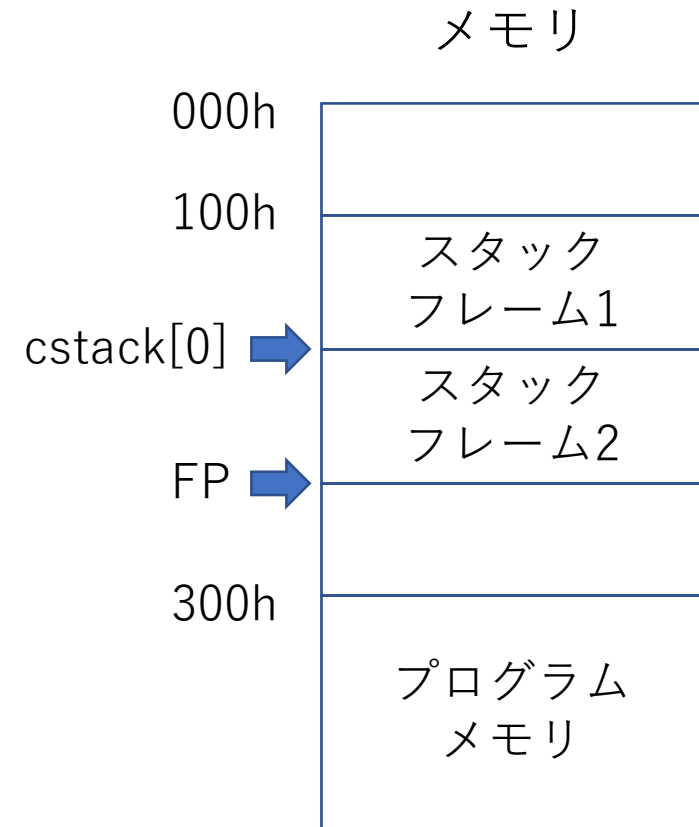 メモリ
000h
100h
スタック
フレーム1
cstack[0]
スタック
フレーム2
FP
300h
プログラム
メモリ